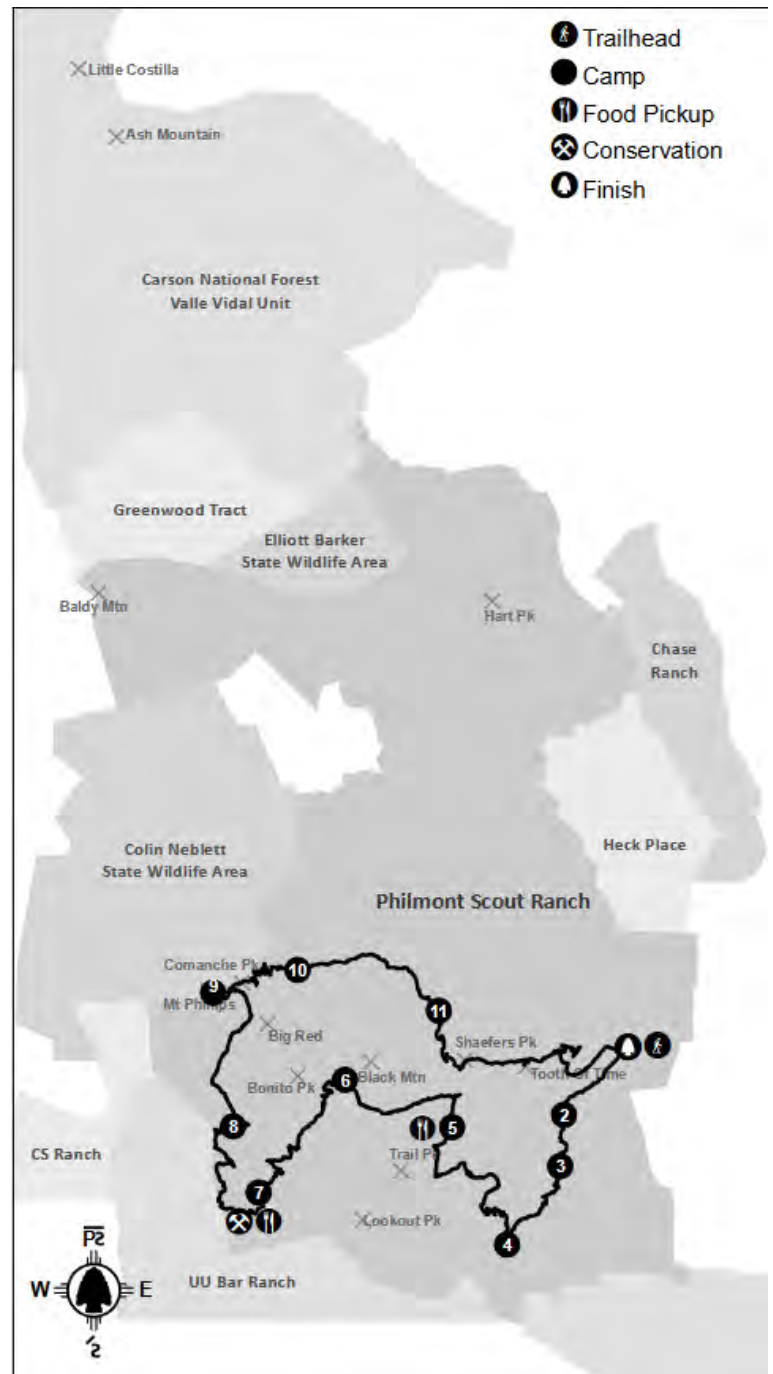 Trailhead
Camp
Food Pickup
Conservation
Finish
Little Costilla
Ash Mountain
Carson National Forest
Valle Vidal Unit
Greenwood Tract
Elliott Barker
State Wildlife Area
Baldy Mtn
Hart Pk
Chase
Ranch
Heck Place
Colin Neblett
State Wildlife Area
Philmont Scout Ranch
Comanche Pk
9
10
Mt Phillips
11
Big Red
Shaefers Pk
Tooth Of Time
Black Mtn
6
Bonito Pk
2
8
5
CS Ranch
Trail Pk
3
7
Lookout Pk
4
UU Bar Ranch
W
E